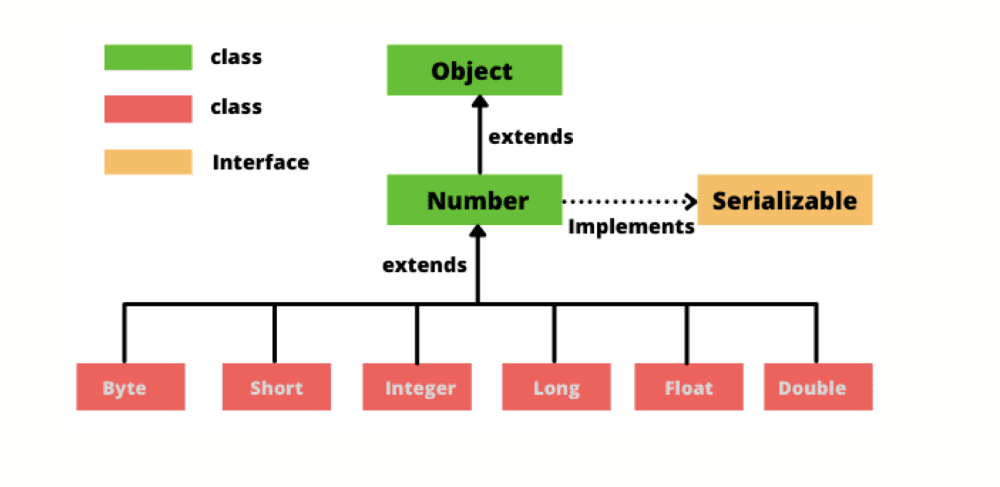 class
class
Interface
Object
extends
Number
Implements
Serializable
extends
Byte
Short
Integer
Long
Float
Double